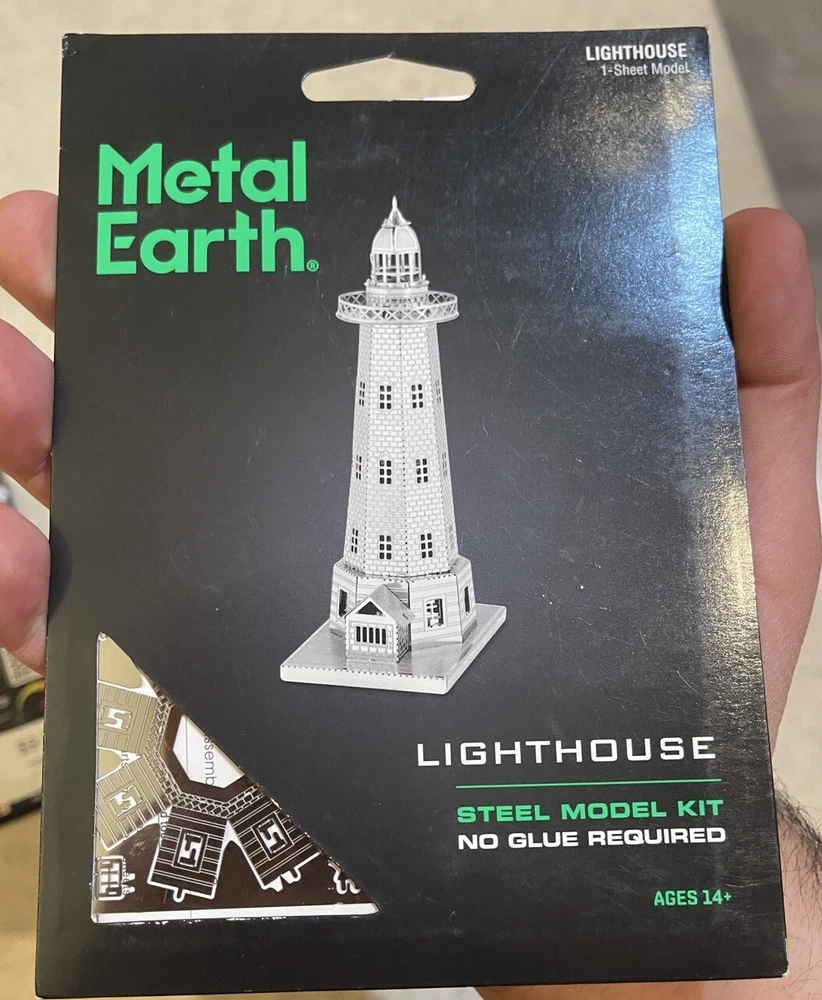 LIGHTHOUSE
1-Sheet Model
Metal
Earth®
LIGHTHOUSE
STEEL MODEL KIT
NO GLUE REQUIRED
AGES 14+